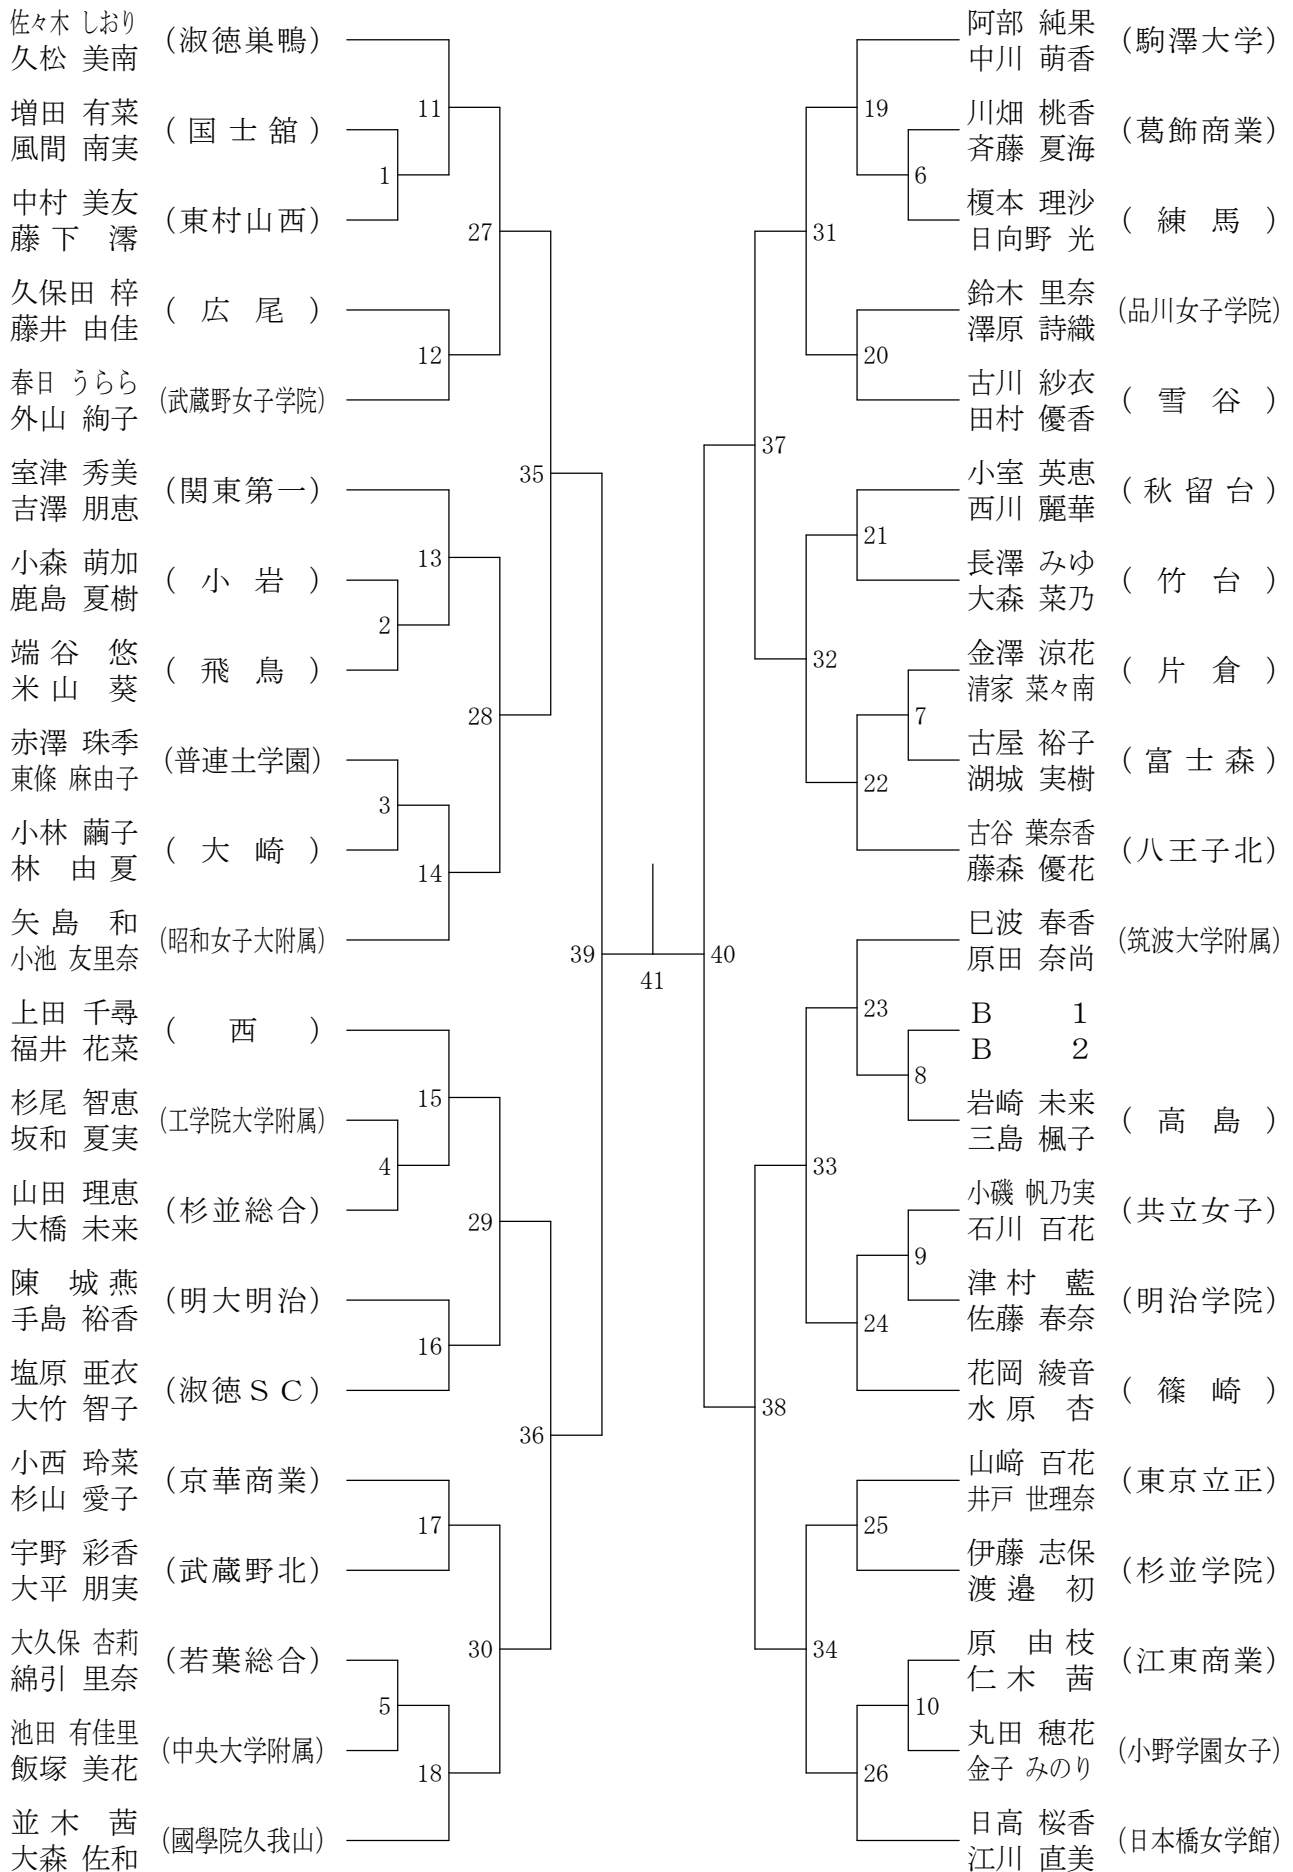 佐々木 しおり
久松 美南
(淑徳巣鴨)
増田 有菜
風間 南実
(国士舘)
中村 美友
藤下 澪
(東村山西)
久保田 梓
藤井 由佳
(広尾)
春日 うらら
外山 絢子
(武蔵野女子学院)
室津 秀美
吉澤 朋恵
(関東第一)
小森 萌加
鹿島 夏樹
(小岩)
端谷 悠
米山 葵
(飛鳥)
赤澤 珠季
東條 麻由子
(普連土学園)
小林 繭子
林 由夏
(大崎)
矢島 和
小池 友里奈
(昭和女子大附属)
上田 千尋
福井 花菜
(西)
杉尾 智恵
坂和 夏実
(工学院大学附属)
山田 理恵
大橋 未来
(杉並総合)
陳 城燕
手島 裕香
(明大明治)
塩原 亜衣
大竹 智子
(淑徳SC)
小西 玲菜
杉山 愛子
(京華商業)
宇野 彩香
大平 朋実
(武蔵野北)
大久保 杏莉
綿引 里奈
(若葉総合)
池田 有佳里
飯塚 美花
(中央大学附属)
並木 茜
大森 佐和
(國學院久我山)
1
2
3
4
5
11
12
13
14
15
16
17
18
27
28
29
30
35
36
39
41
40
37
38
31
32
33
34
19
20
21
22
23
24
25
26
6
7
8
9
10
阿部 純果
中川 萌香
(駒澤大学)
川畑 桃香
斉藤 夏海
(葛飾商業)
榎本 理沙
日向野 光
(練馬)
鈴木 里奈
澤原 詩織
(品川女子学院)
古川 紗衣
田村 優香
(雪谷)
小室 英恵
西川 麗華
(秋留台)
長澤 みゆ
大森 菜乃
(竹台)
金澤 涼花
清家 菜々南
(片倉)
古屋 裕子
湖城 実樹
(富士森)
古谷 葉奈香
藤森 優花
(八王子北)
巳波 春香
原田 奈尚
(筑波大学附属)
B 1
B 2
岩崎 未来
三島 楓子
(高島)
小磯 帆乃実
石川 百花
(共立女子)
津村 藍
佐藤 春奈
(明治学院)
花岡 綾音
水原 杏
(篠崎)
山﨑 百花
井戸 世理奈
(東京立正)
伊藤 志保
渡邉 初
(杉並学院)
原 由枝
仁木 茜
(江東商業)
丸田 穂花
金子 みのり
(小野学園女子)
日高 桜香
江川 直美
(日本橋女学館)